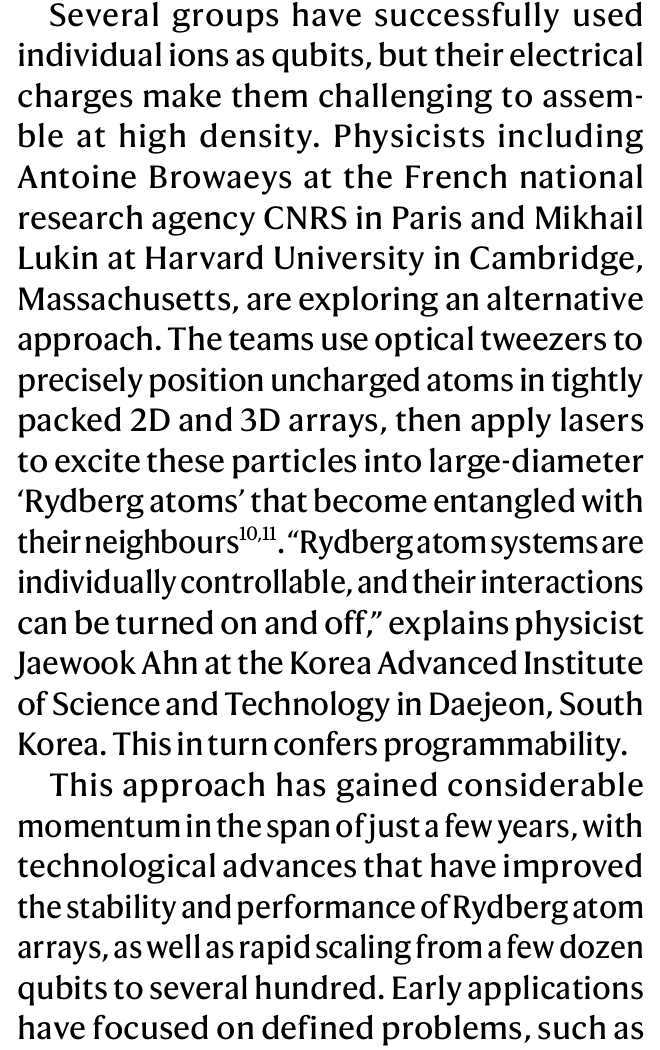 Several groups have successfully used
individual ions as qubits, but their electrical
charges make them challenging to assem-
ble at high density. Physicists including
Antoine Browaeys at the French national
research agency CNRS in Paris and Mikhail
Lukin at Harvard University in Cambridge,
Massachusetts, are exploring an alternative
approach. The teams use optical tweezers to
precisely position uncharged atoms in tightly
packed 2D and 3D arrays, then apply lasers
to excite these particles into large-diameter
‘Rydberg atoms’ that become entangled with
their neighbours10,11. “Rydberg atom systems are
individually controllable, and their interactions
can be turned on and off,” explains physicist
Jaewook Ahn at the Korea Advanced Institute
of Science and Technology in Daejeon, South
Korea. This in turn confers programmability.
This approach has gained considerable
momentum in the span of just a few years, with
technological advances that have improved
the stability and performance of Rydberg atom
arrays, as well as rapid scaling from a few dozen
qubits to several hundred. Early applications
have focused on defined problems, such as